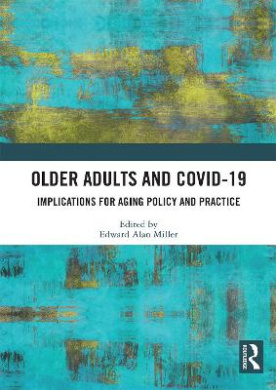 OLDER ADULTS AND COVID-19
IMPLICATIONS FOR AGING POLICY AND PRACTICE
Edited by
Edward Alan Miller
Routledge